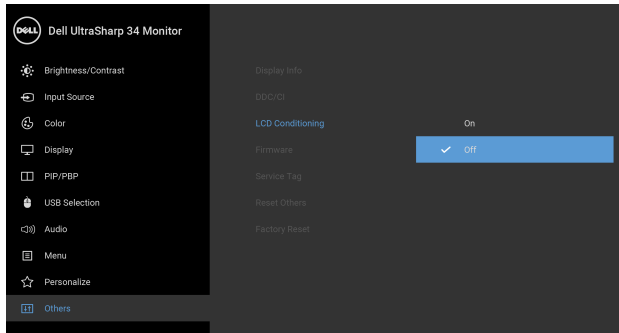 DELL Dell UltraSharp 34 Monitor
Brightness/Contrast
Display Info
Input Source
DDC/CI
Color
LCD Conditioning
On
Display
Firmware
Off
PIP/PBP
Service Tag
USB Selection
Reset Others
Audio
Factory Reset
Menu
Personalize
Others